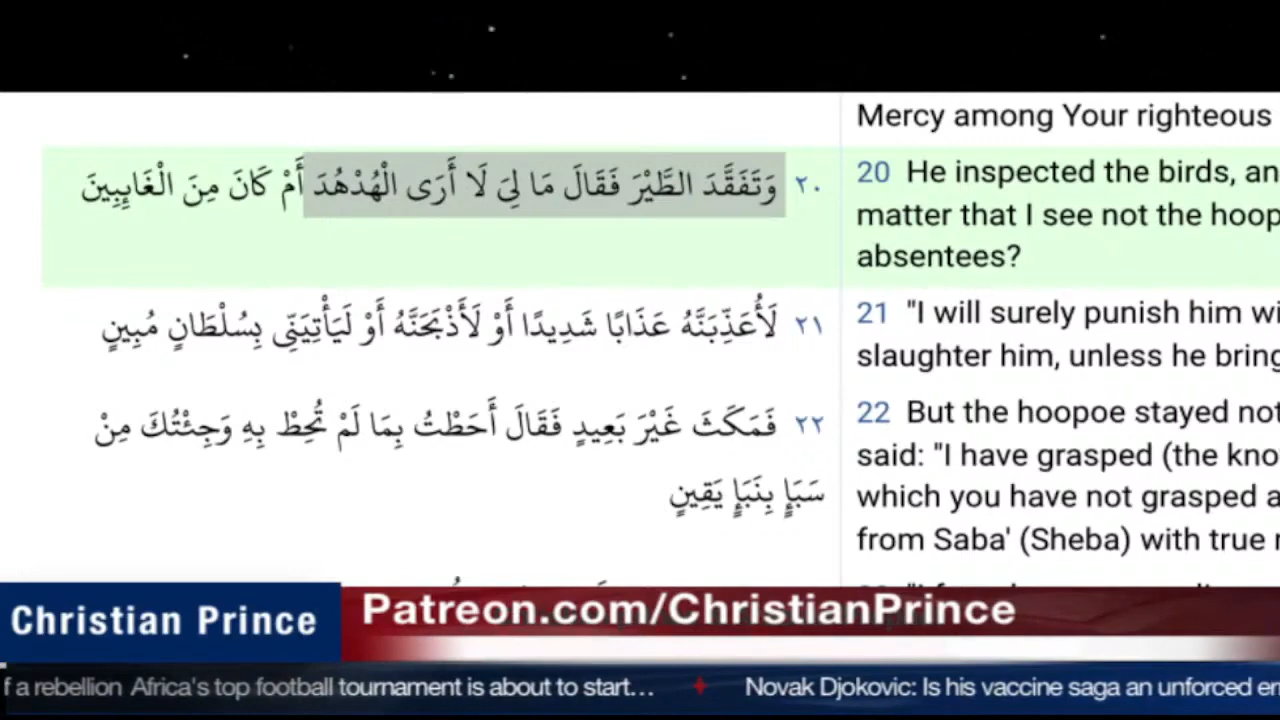 Mercy among Your righteous
٢٠ وَتَفَقَّدَ الطَّيْرَ فَقَالَ مَا لِىَ لَا أَرَى الْهُدْهُدَ أَمْ كَانَ مِنَ الْغَابِٕبِينَ
20 He inspected the birds, an
matter that I see not the hoop
absentees?
٢١ لَأُعَذِّبَنَّهُ عَذَابًا شَدِيدًا أَوْ لَأَذْبَحَنَّهُ أَوْ لَيَأْتِيَنِّى بِسُلْطَانٍ مُبِينٍ
21 "I will surely punish him wi
slaughter him, unless he bring
٢٢ فَمَكَثَ غَيْرَ بَعِيدٍ فَقَالَ أَحَطْتُ بِمَا لَمْ تُحِطْ بِهِ وَجِئْتُكَ مِنْ
سَبَإٍ بِنَبَإٍ يَقِينٍ
22 But the hoopoe stayed not
said: "I have grasped (the kno
which you have not grasped a
from Saba' (Sheba) with true
Christian Prince
Patreon.com/ChristianPrince
f a rebellion Africa's top football tournament is about to start... Novak Djokovic: Is his vaccine saga an unforced er